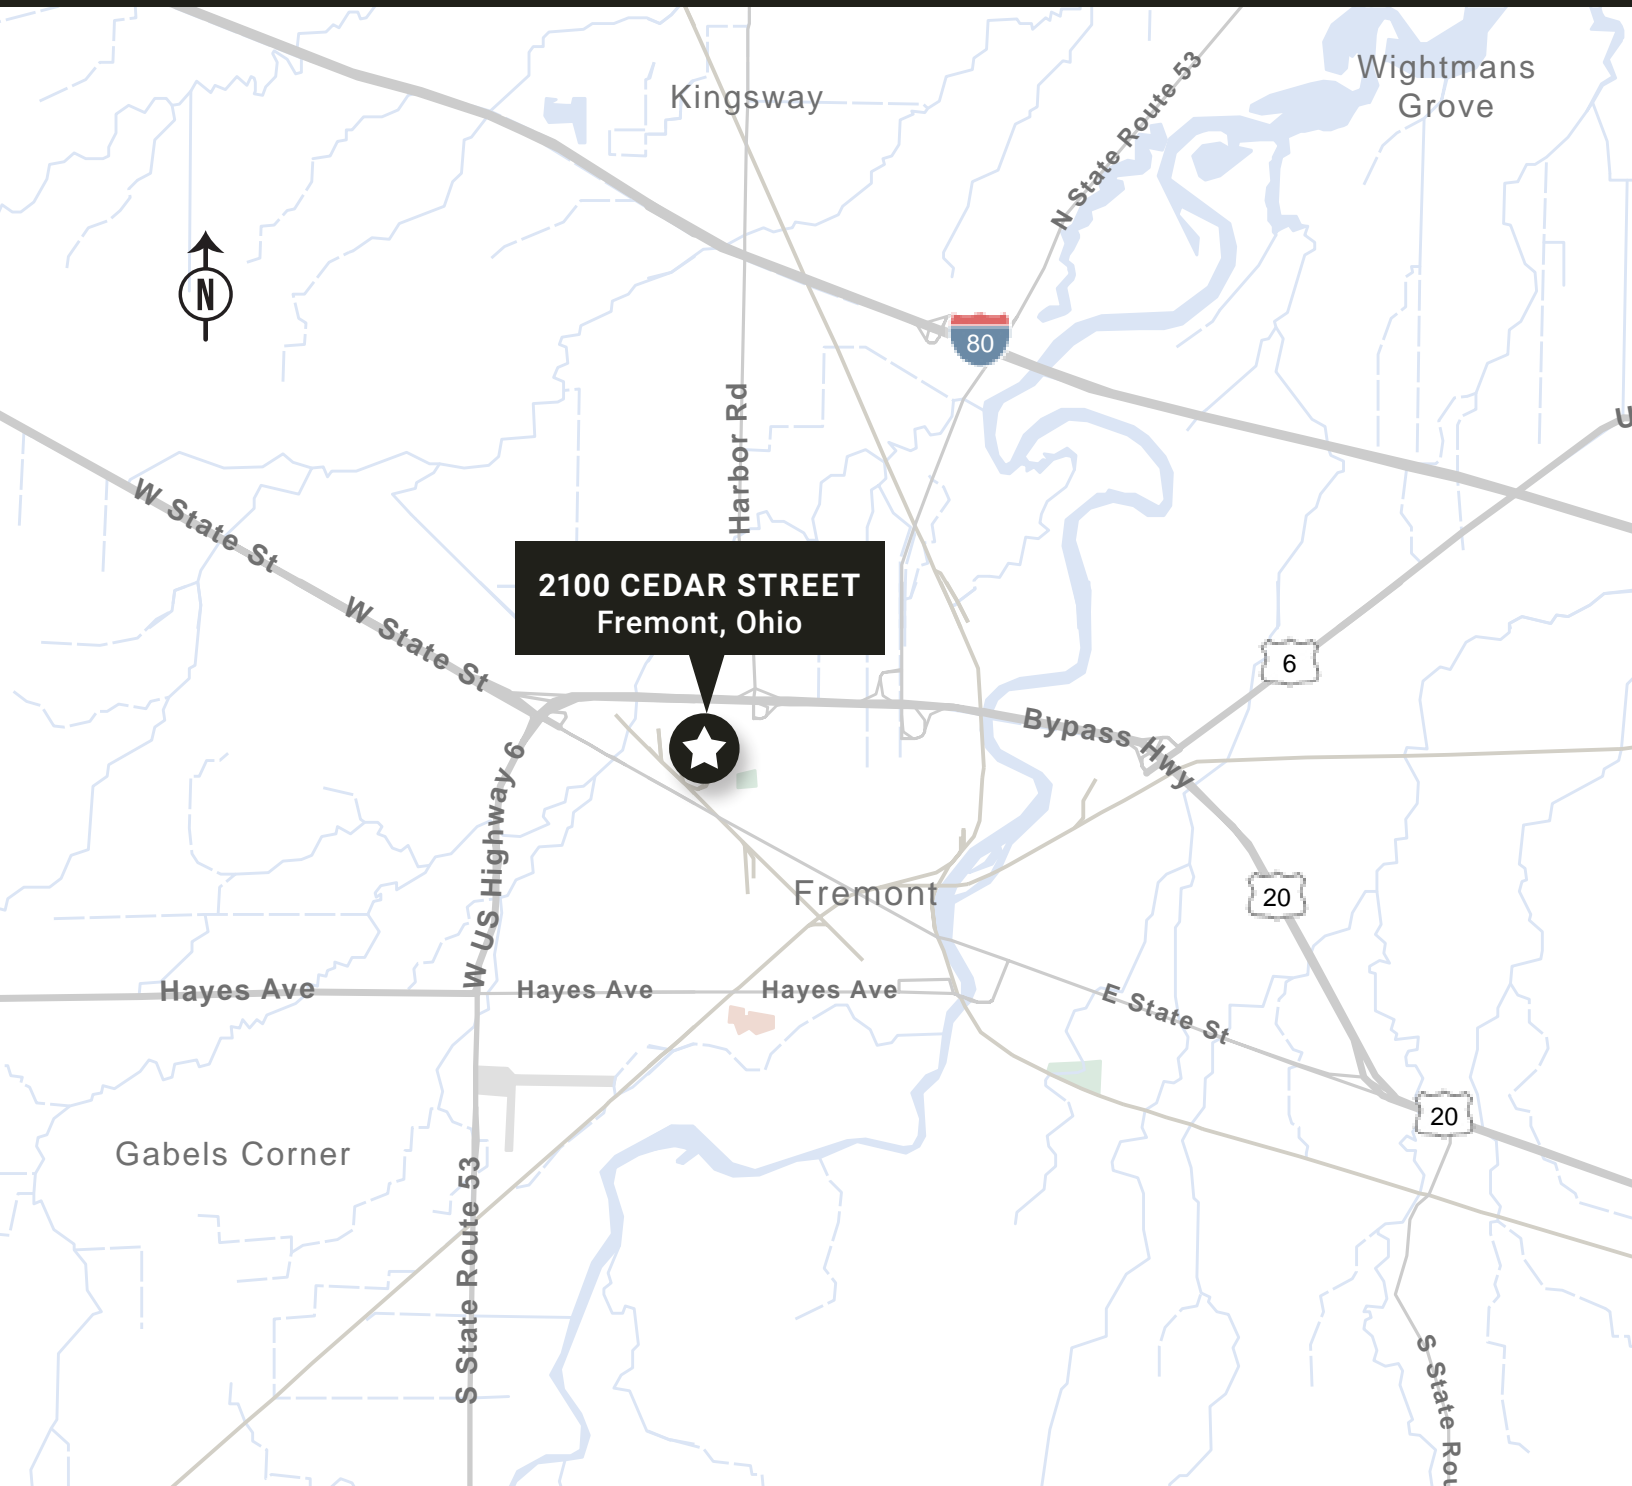 Kingsway
Wightmans
Grove
N State Route 53
N
80
Harbor Rd
W State St
2100 CEDAR STREET
Fremont, Ohio
W State St
6
Bypass Hwy
W US Highway 6
20
Fremont
Hayes Ave
Hayes Ave
Hayes Ave
E State St
20
Gabels Corner
S State Route 53
S State Rou
U